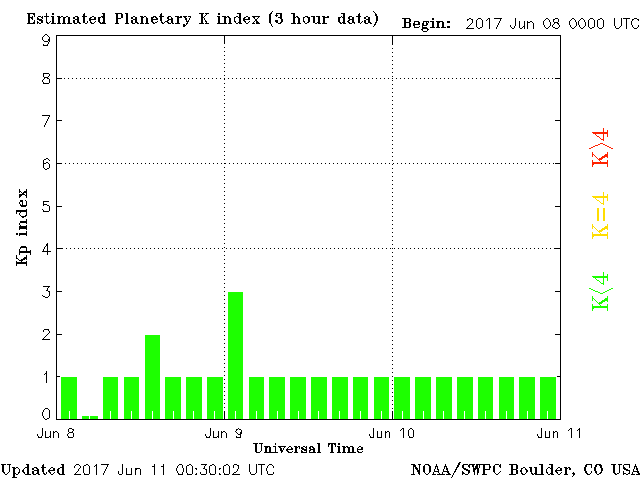 Estimated Planetary K index (3 hour data) Begin: 2017 Jun 08 0000 UTC
9
8
7
6
5
4
3
2
1
0
Kp index
K>4
K=4
K<4
Jun 8 Jun 9 Jun 10 Jun 11
Universal Time
Updated 2017 Jun 11 00:30:02 UTC NOAA/SWPC Boulder, CO USA